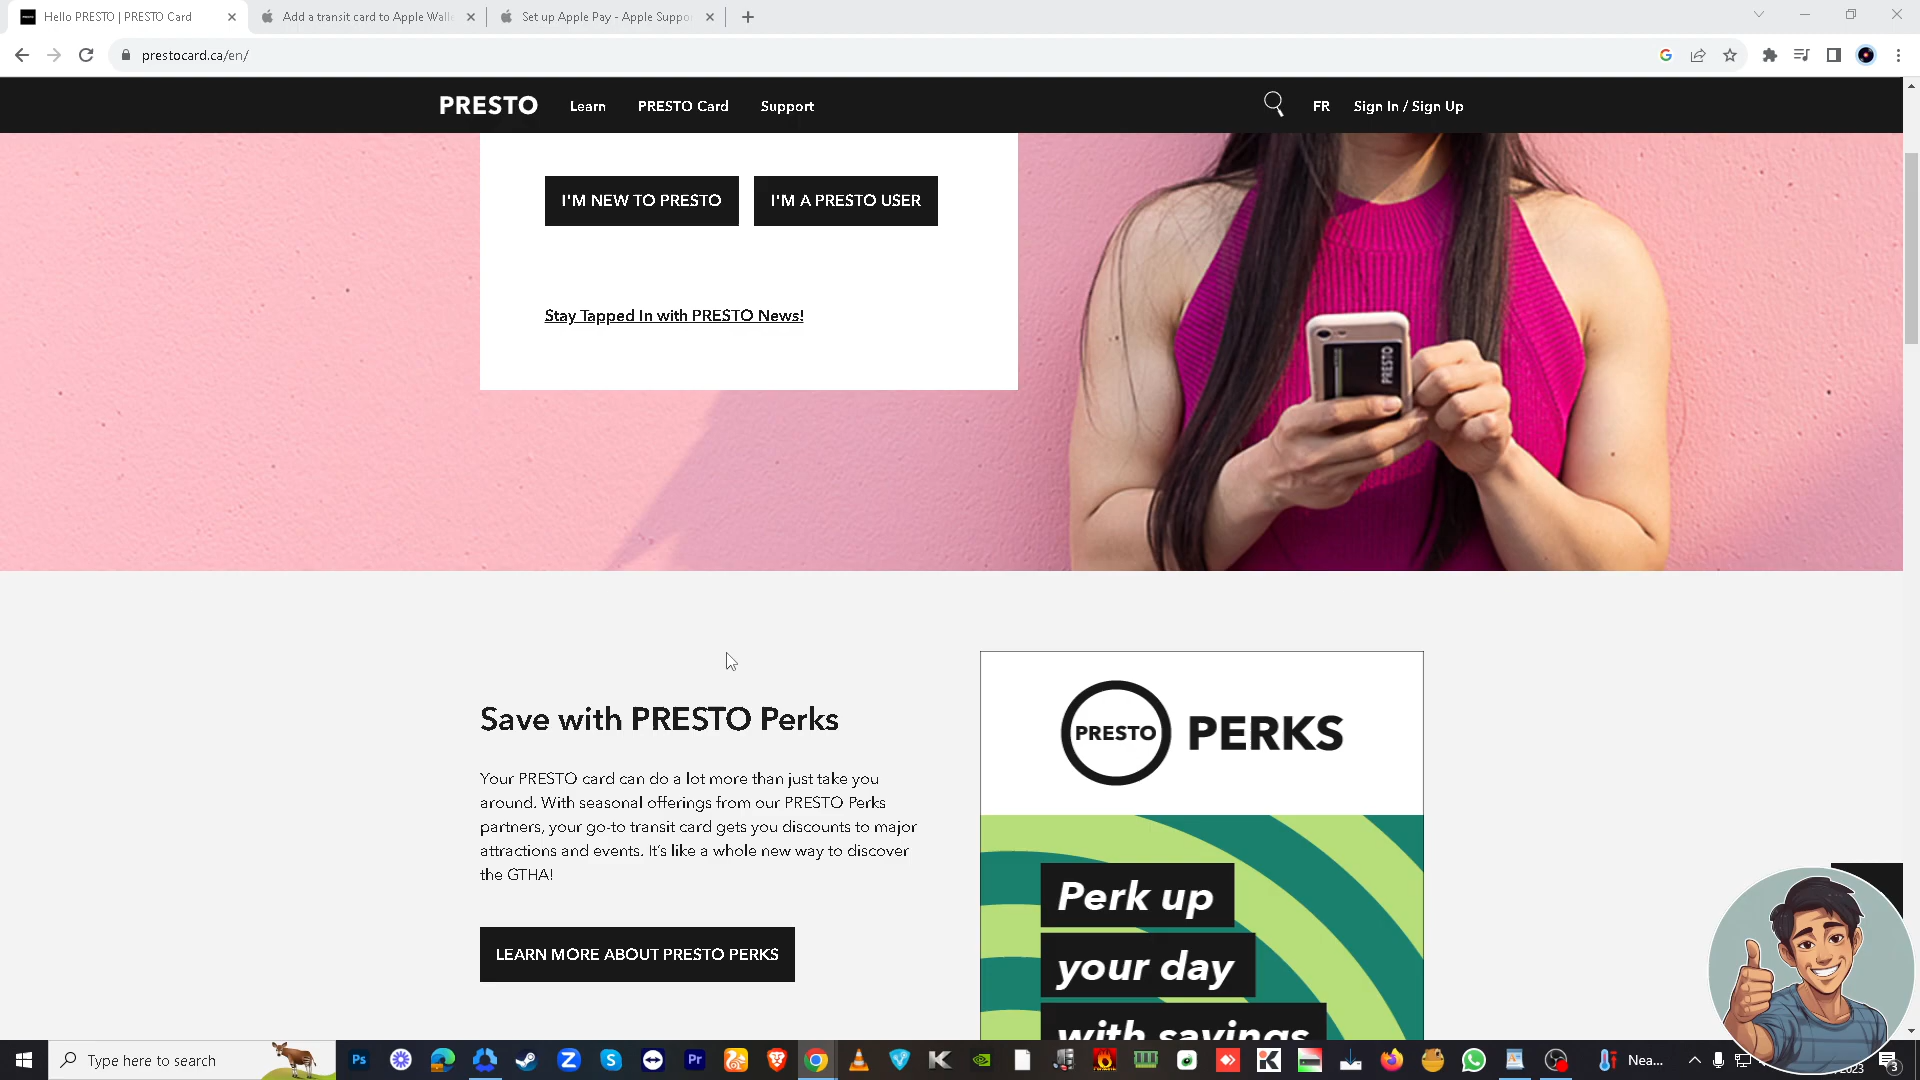 Hello PRESTO | PRESTO Card
Add a transit card to Apple Walle
Set up Apple Pay - Apple Suppo
prestocard.ca/en/
PRESTO
Learn
PRESTO Card
Support
FR
Sign In / Sign Up
I'M NEW TO PRESTO
I'M A PRESTO USER
Stay Tapped In with PRESTO News!
PRESTO
Save with PRESTO Perks
Your PRESTO card can do a lot more than just take you
around. With seasonal offerings from our PRESTO Perks
partners, your go-to transit card gets you discounts to major
attractions and events. It's like a whole new way to discover
the GTHA!
LEARN MORE ABOUT PRESTO PERKS
PRESTO PERKS
Perk up
your day
with savings
Type here to search
Ps
Pr
Nea...
2023
3